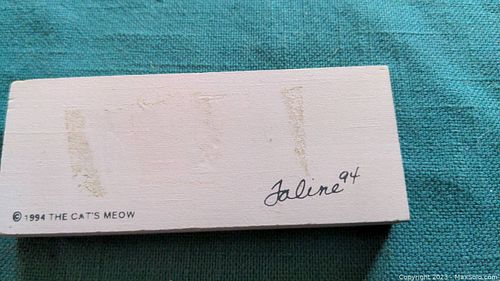 Faline 94
© 1994 THE CAT'S MEOW
Copyright 2023 - MaxSold.com